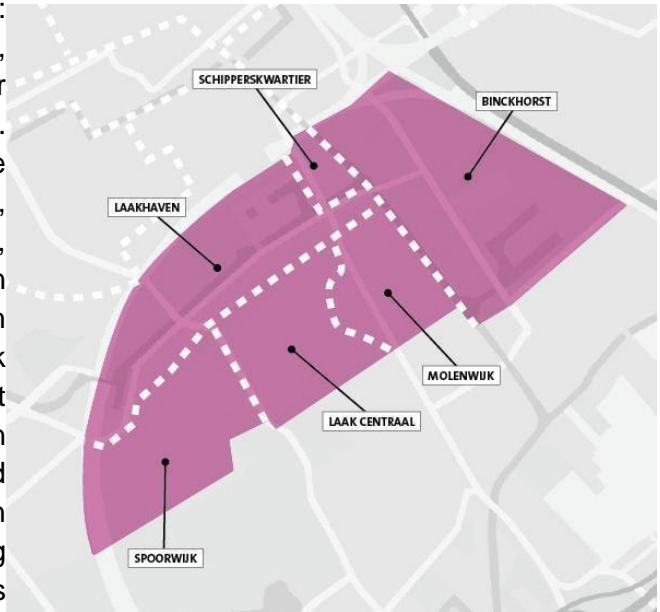 SCHIPPERSKWARTIER
BINCKHORST
LAAKHAVEN
MOLENWIJK
LAAK CENTRAAL
SPOORWIJK